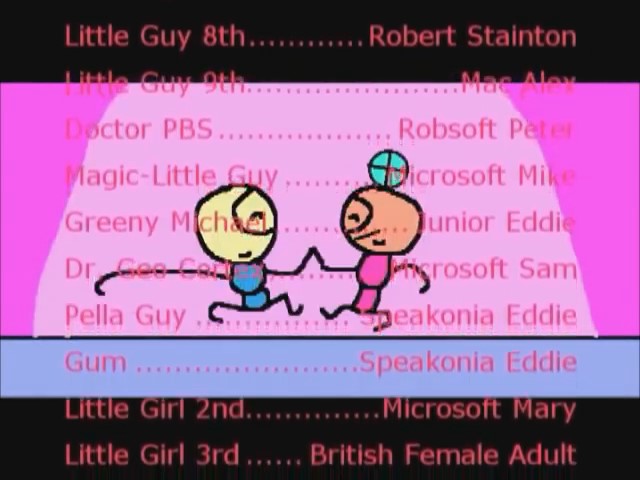 Little Guy 8th............Robert Stainton
Little Guy 9th......................Mac Alex
Doctor PBS..................Robsoft Peter
Magic-Little Guy...........Microsoft Mike
Greeny Michael..............Junior Eddie
Dr. Geo Cortex.............Microsoft Sam
Pella Guy................Speakonia Eddie
Gum.......................Speakonia Eddie
Little Girl 2nd..............Microsoft Mary
Little Girl 3rd...... British Female Adult